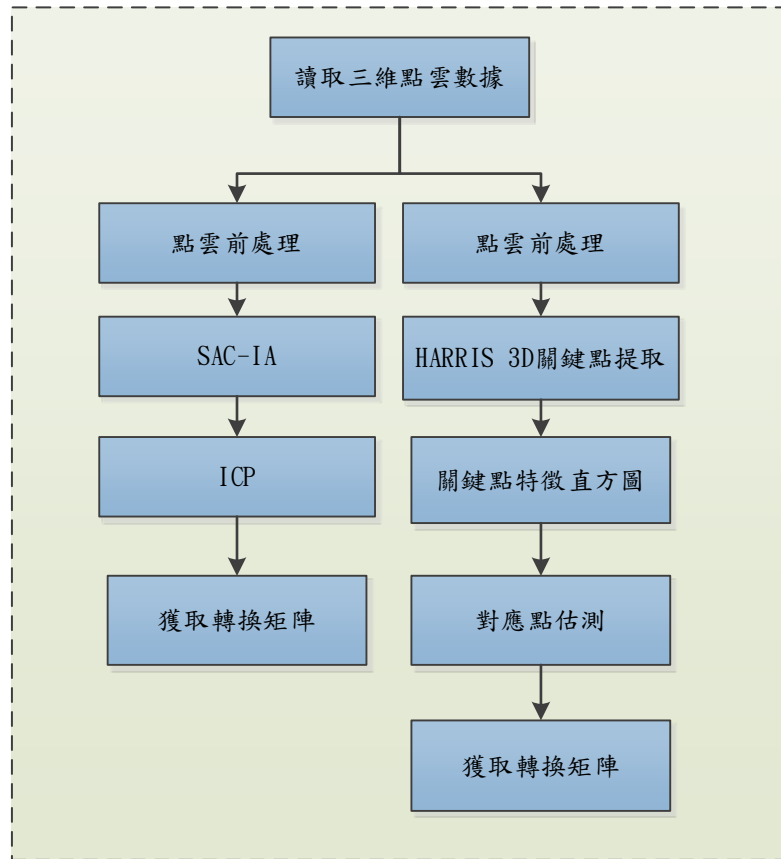 讀取三維點雲數據
點雲前處理
SAC-IA
ICP
獲取轉換矩陣
點雲前處理
HARRIS 3D關鍵點提取
關鍵點特徵直方圖
對應點估測
獲取轉換矩陣